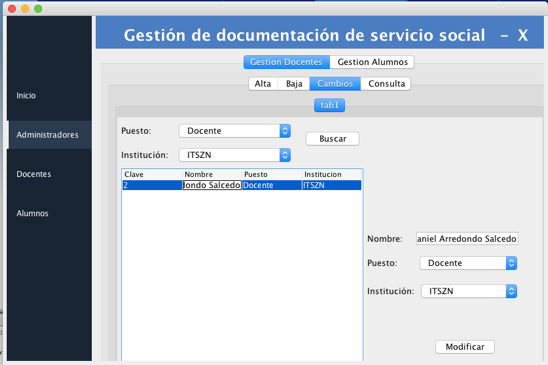 Gestión de documentación de servicio social - X
Gestion Docentes Gestion Alumnos
Alta Baja Cambios Consulta
tab1
Inicio
Administradores
Docentes
Alumnos
Puesto: Docente
Buscar
Institución: ITSZN
Clave Nombre Puesto Institucion
2 londo Salcedo Docente ITSZN
Nombre: aniel Arredondo Salcedo
Puesto: Docente
Institución: ITSZN
Modificar